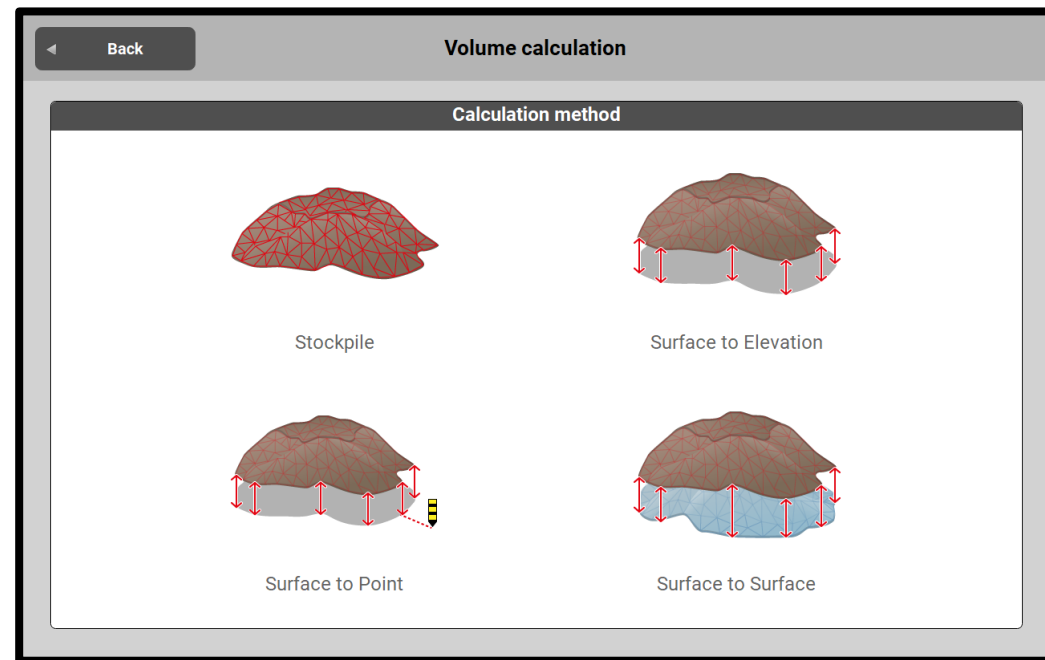 Back
Volume calculation
Calculation method
Stockpile
Surface to Elevation
Surface to Point
Surface to Surface